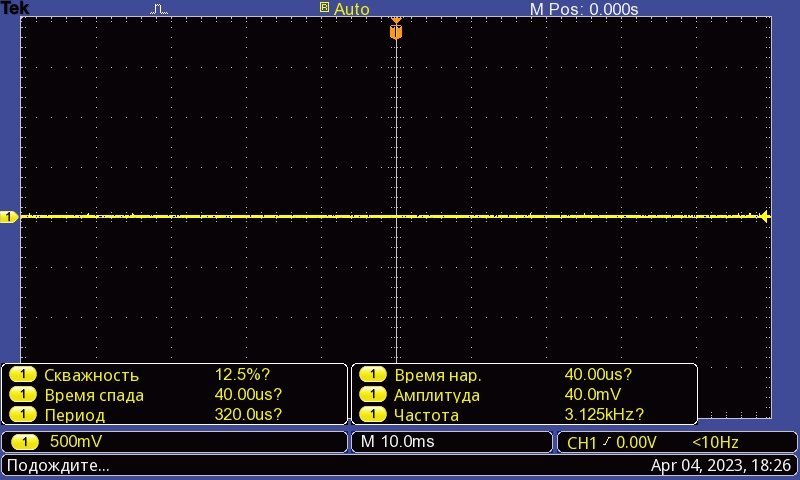 Tek R Auto M Pos: 0.000s
T
1
1 Скважность 12.5%? 1 Время нар. 40.00us?
1 Время спада 40.00us? 1 Амплитуда 40.0mV
1 Период 320.0us? 1 Частота 3.125kHz?
1 500mV M 10.0ms CH1 0.00V <10Hz
Подождите... Apr 04, 2023, 18:26